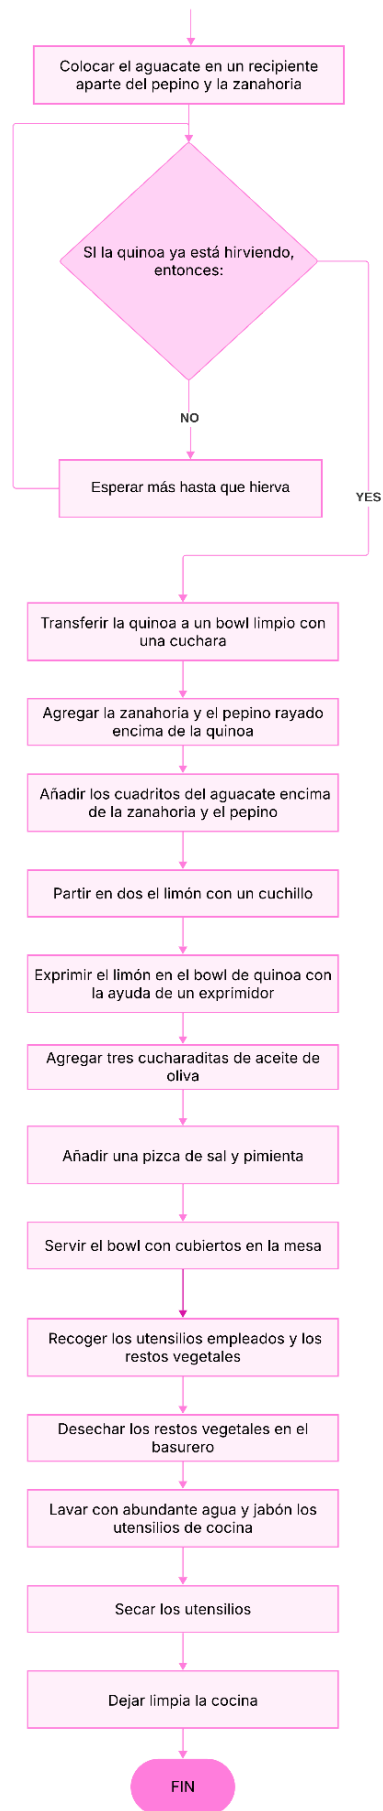 Colocar el aguacate en un recipiente
aparte del pepino y la zanahoria
SI la quinoa ya está hirviendo,
entonces:
NO
Esperar más hasta que hierva
YES
Transferir la quinoa a un bowl limpio con
una cuchara
Agregar la zanahoria y el pepino rayado
encima de la quinoa
Añadir los cuadritos del aguacate encima
de la zanahoria y el pepino
Partir en dos el limón con un cuchillo
Exprimir el limón en el bowl de quinoa con
la ayuda de un exprimidor
Agregar tres cucharaditas de aceite de
oliva
Añadir una pizca de sal y pimienta
Servir el bowl con cubiertos en la mesa
Recoger los utensilios empleados y los
restos vegetales
Desechar los restos vegetales en el
basurero
Lavar con abundante agua y jabón los
utensilios de cocina
Secar los utensilios
Dejar limpia la cocina
FIN